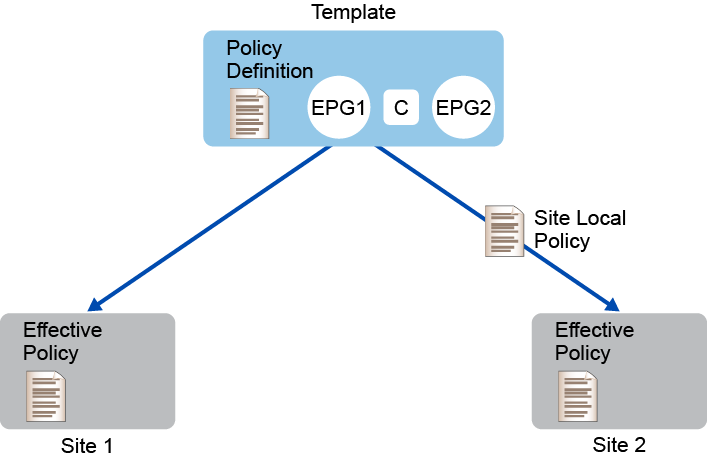 Template
Policy
Definition
EPG1 C EPG2
Site Local
Policy
Effective
Policy
Effective
Policy
Site 1
Site 2